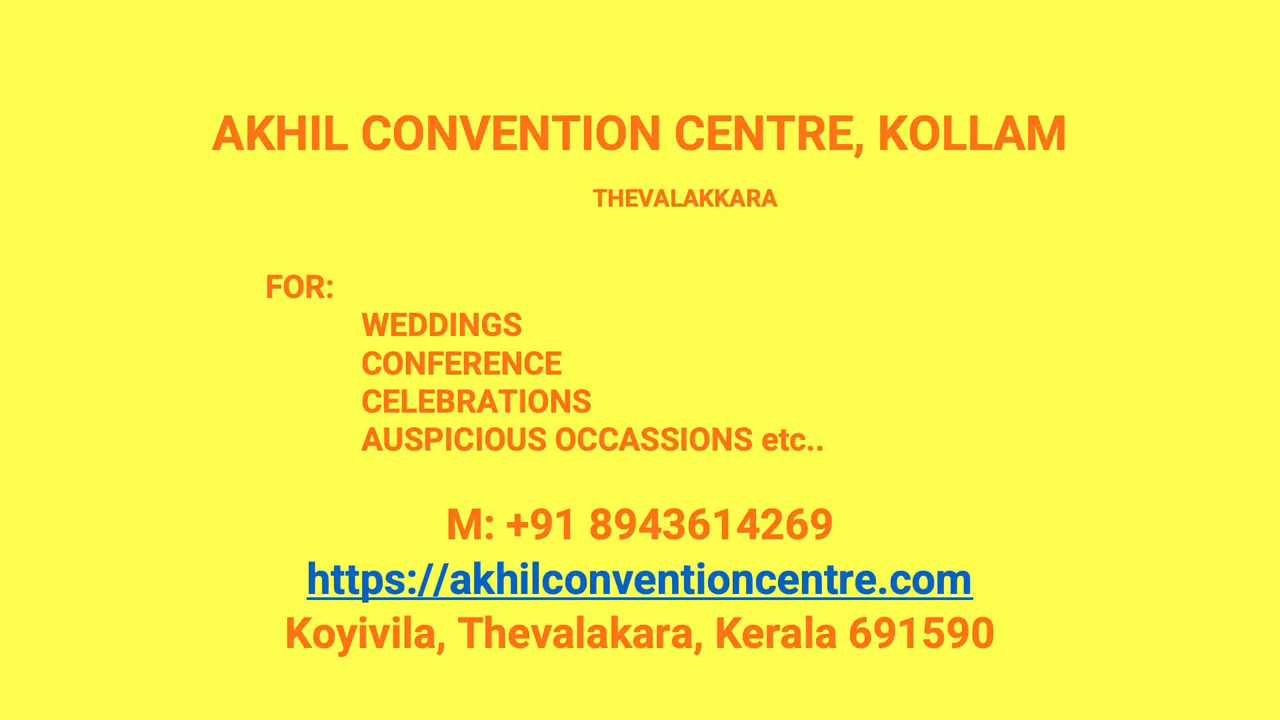 AKHIL CONVENTION CENTRE, KOLLAM
THEVALAKKARA
FOR:
WEDDINGS
CONFERENCE
CELEBRATIONS
AUSPICIOUS OCCASSIONS etc..
M: +91 8943614269
https://akhilconventioncentre.com
Koyivila, Thevalakara, Kerala 691590